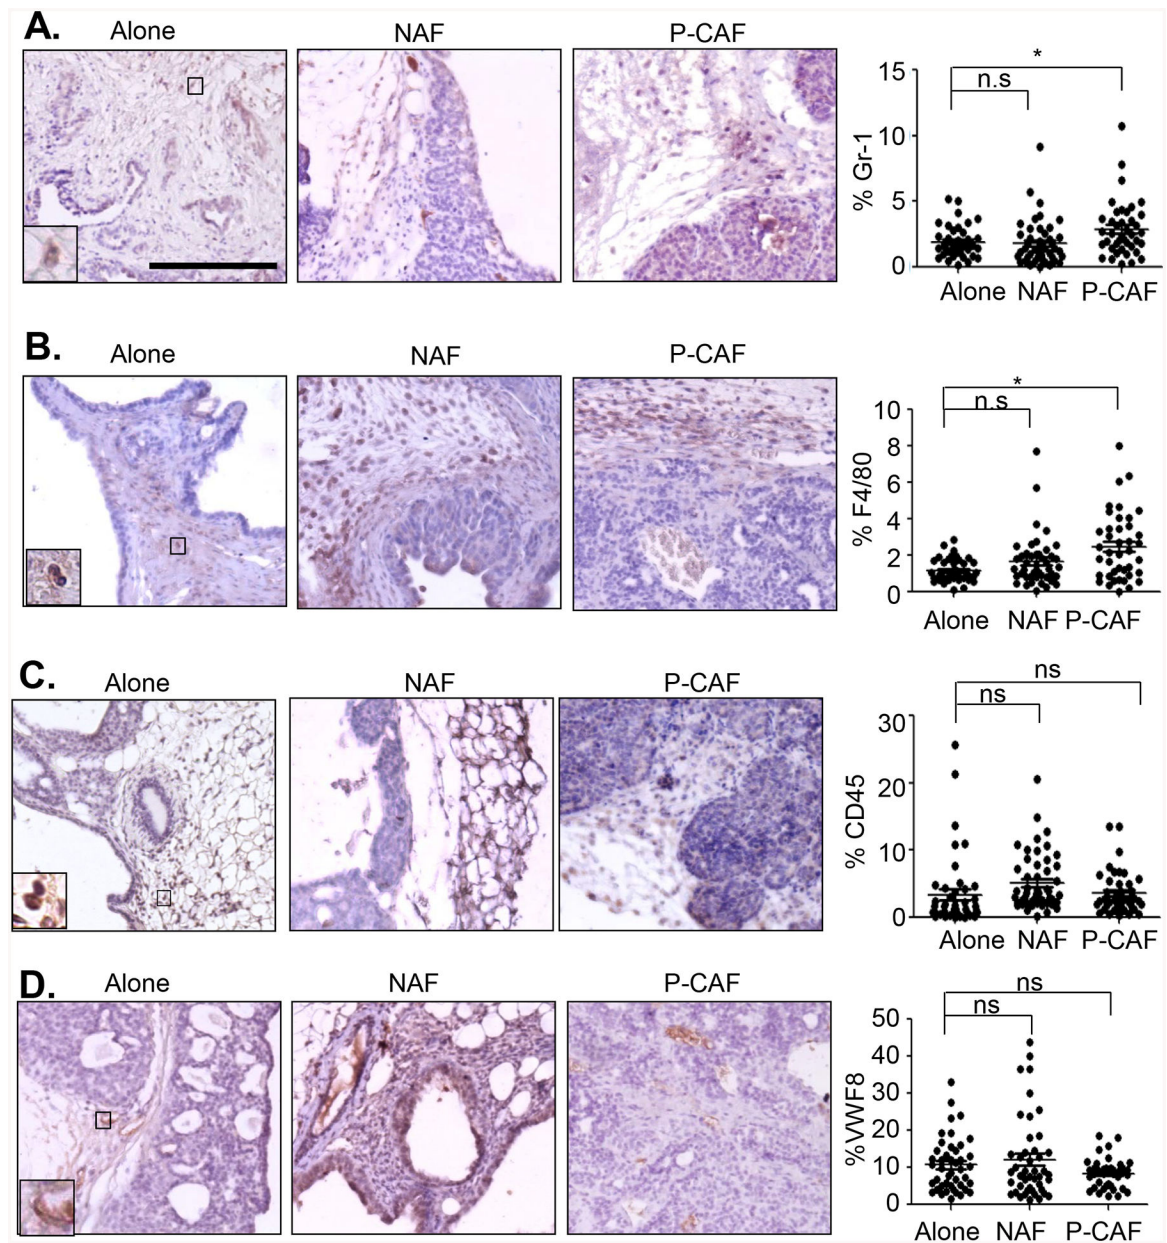 A.
Alone NAF P-CAF
*
n.s
15
10
5
0
% Gr-1
Alone NAF P-CAF
B.
Alone NAF P-CAF
*
n.s
10
8
6
4
2
0
% F4/80
Alone NAF P-CAF
C.
Alone NAF P-CAF
ns
ns
30
20
10
0
% CD45
Alone NAF P-CAF
D.
Alone NAF P-CAF
ns
ns
50
40
30
20
10
0
%VWF8
Alone NAF P-CAF